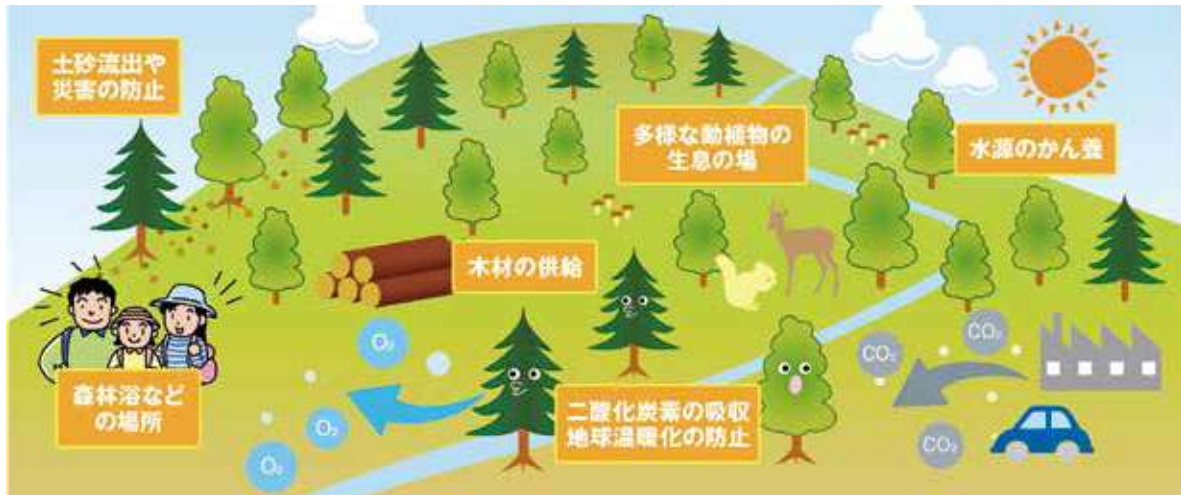 土砂流出や
災害の防止
多様な動植物の
生息の場
水源のかん養
木材の供給
森林浴など
の場所
二酸化炭素の吸収
地球温暖化の防止
O₂
O₂
O₂
CO₂
CO₂
CO₂